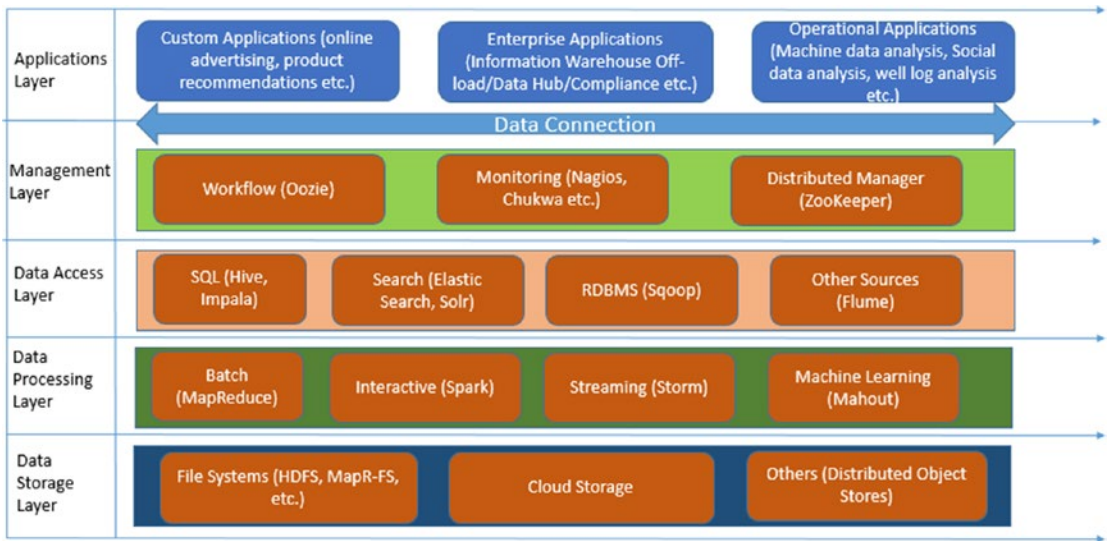 Applications
Layer
Custom Applications (online
advertising, product
recommendations etc.)
Enterprise Applications
(Information Warehouse Off-
load/Data Hub/Compliance etc.)
Operational Applications
(Machine data analysis, Social
data analysis, well log analysis
etc.)
Data Connection
Management
Layer
Workflow (Oozie)
Monitoring (Nagios,
Chukwa etc.)
Distributed Manager
(ZooKeeper)
Data Access
Layer
SQL (Hive,
Impala)
Search (Elastic
Search, Solr)
RDBMS (Sqoop)
Other Sources
(Flume)
Data
Processing
Layer
Batch
(MapReduce)
Interactive (Spark)
Streaming (Storm)
Machine Learning
(Mahout)
Data
Storage
Layer
File Systems (HDFS, MapR-FS,
etc.)
Cloud Storage
Others (Distributed Object
Stores)